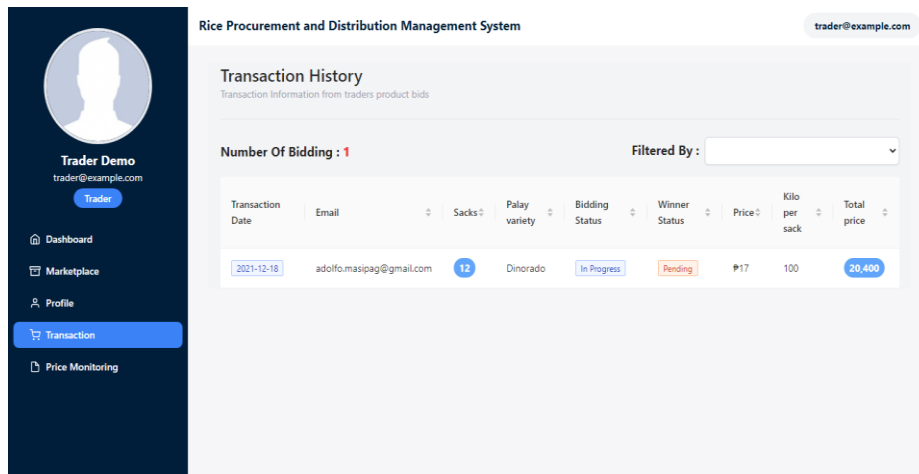 Rice Procurement and Distribution Management System
trader@example.com
Trader Demo
trader@example.com
Trader
Dashboard
Marketplace
Profile
Transaction
Price Monitoring
Transaction History
Transaction Information from traders product bids
Number Of Bidding : 1
Filtered By :
Transaction Date
Email
Sacks
Palay variety
Bidding Status
Winner Status
Price
Kilo per sack
Total price
2021-12-18
adolfo.masipag@gmail.com
12
Dinorado
In Progress
Pending
₱17
100
20,400